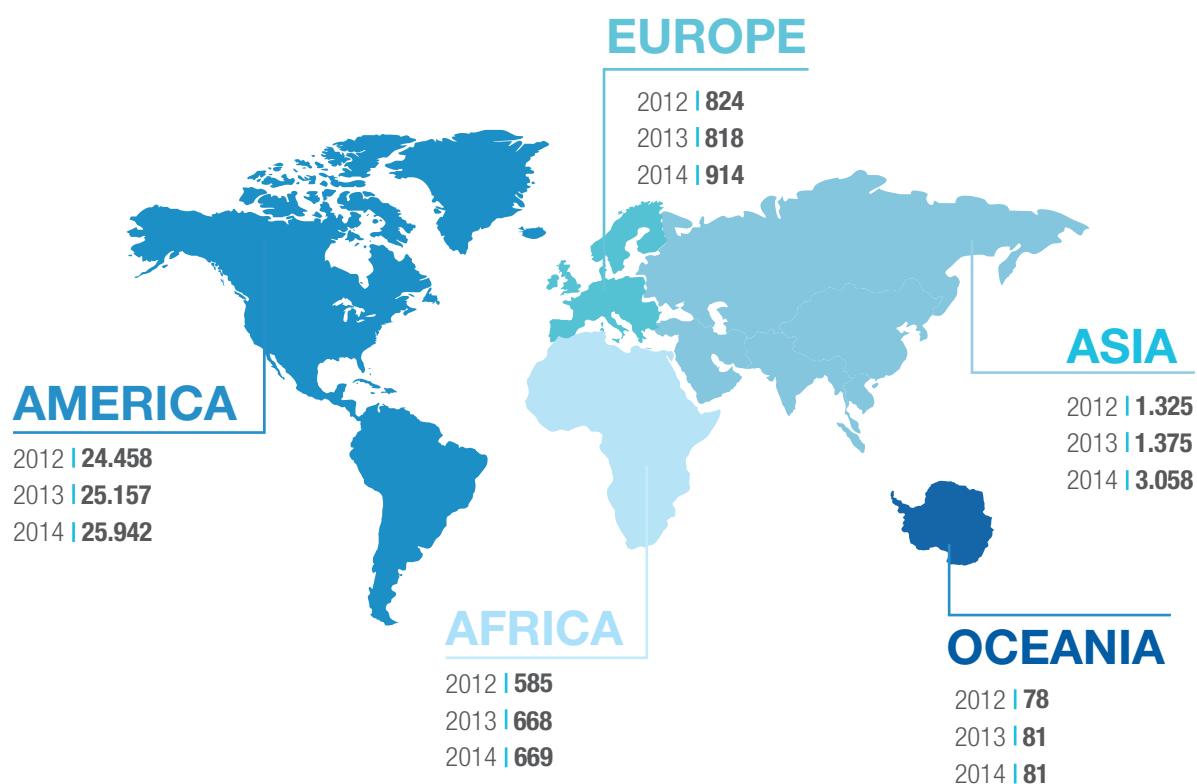 EUROPE
2012 | 824
2013 | 818
2014 | 914
ASIA
2012 | 1.325
2013 | 1.375
2014 | 3.058
AMERICA
2012 | 24.458
2013 | 25.157
2014 | 25.942
AFRICA
2012 | 585
2013 | 668
2014 | 669
OCEANIA
2012 | 78
2013 | 81
2014 | 81